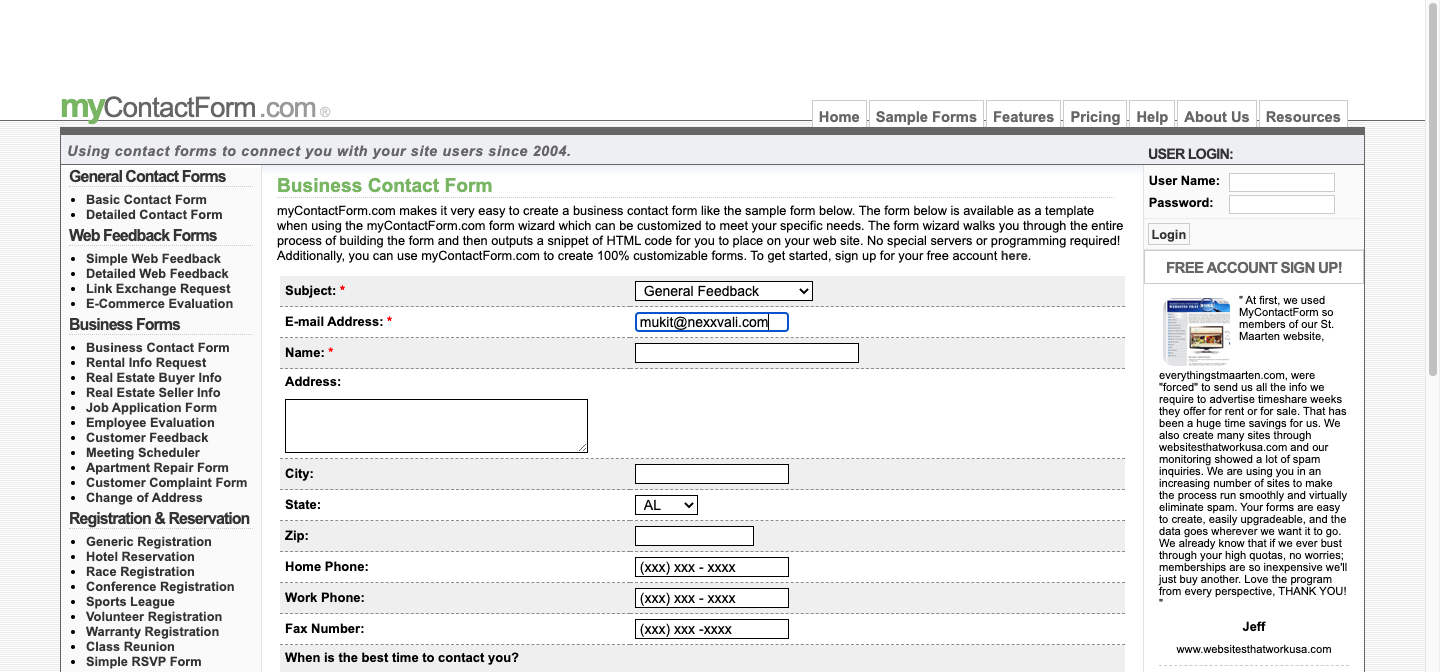 myContactForm.com ®
Home
Sample Forms
Features
Pricing
Help
About Us
Resources
Using contact forms to connect you with your site users since 2004.
General Contact Forms
Basic Contact Form
Detailed Contact Form
Web Feedback Forms
Simple Web Feedback
Detailed Web Feedback
Link Exchange Request
E-Commerce Evaluation
Business Forms
Business Contact Form
Rental Info Request
Real Estate Buyer Info
Real Estate Seller Info
Job Application Form
Employee Evaluation
Customer Feedback
Meeting Scheduler
Apartment Repair Form
Customer Complaint Form
Change of Address
Registration & Reservation
Generic Registration
Hotel Reservation
Race Registration
Conference Registration
Sports League
Volunteer Registration
Warranty Registration
Class Reunion
Simple RSVP Form
Business Contact Form
myContactForm.com makes it very easy to create a business contact form like the sample form below. The form below is available as a template
when using the myContactForm.com form wizard which can be customized to meet your specific needs. The form wizard walks you through the entire
process of building the form and then outputs a snippet of HTML code for you to place on your web site. No special servers or programming required!
Additionally, you can use myContactForm.com to create 100% customizable forms. To get started, sign up for your free account here.
Subject: * General Feedback
E-mail Address: * mukit@nexxvali.com
Name: *
Address:
City:
State: AL
Zip:
Home Phone: (xxx) xxx - xxxx
Work Phone: (xxx) xxx - xxxx
Fax Number: (xxx) xxx -xxxx
When is the best time to contact you?
USER LOGIN:
User Name:
Password:
Login
FREE ACCOUNT SIGN UP!
" At first, we used
MyContactForm so
members of our St.
Maarten website,
everythingstmaarten.com, were
"forced" to send us all the info we
require to advertise timeshare weeks
they offer for rent or for sale. That has
been a huge time savings for us. We
also create many sites through
websitesthatworkusa.com and our
monitoring showed a lot of spam
inquiries. We are using you in an
increasing number of sites to make
the process run smoothly and virtually
eliminate spam. Your forms are easy
to create, easily upgradeable, and the
data goes wherever we want it to go.
We already know that if we ever bust
through your high quotas, no worries;
memberships are so inexpensive we'll
just buy another. Love the program
from every perspective, THANK YOU!
"
Jeff
www.websitesthatworkusa.com